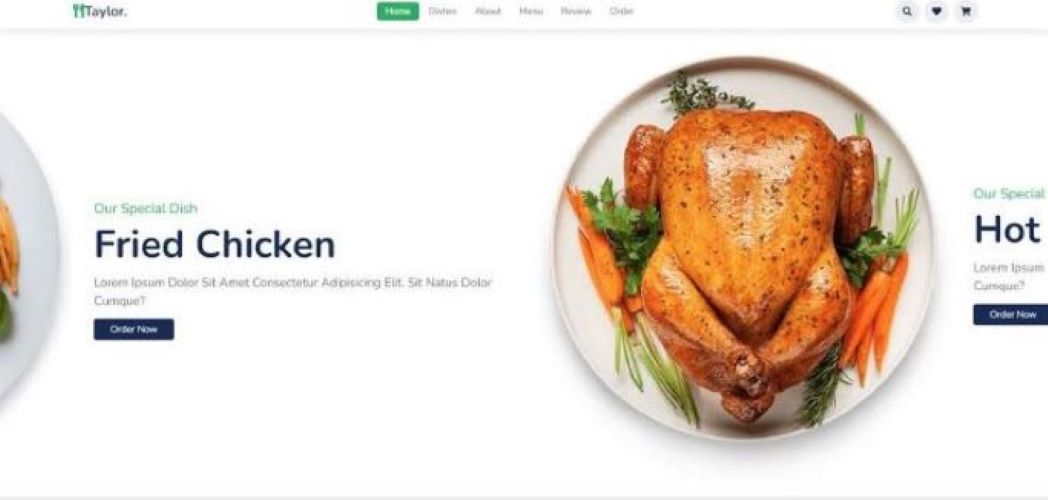 Taylor.
Home Dishes About Menu Review Order
Our Special Dish
Fried Chicken
Lorem Ipsum Dolor Sit Amet Consectetur Adipisicing Elit. Sit Natus Dolor
Cumque?
Order Now
Our Special
Hot
Lorem Ipsum
Cumque?
Order Now